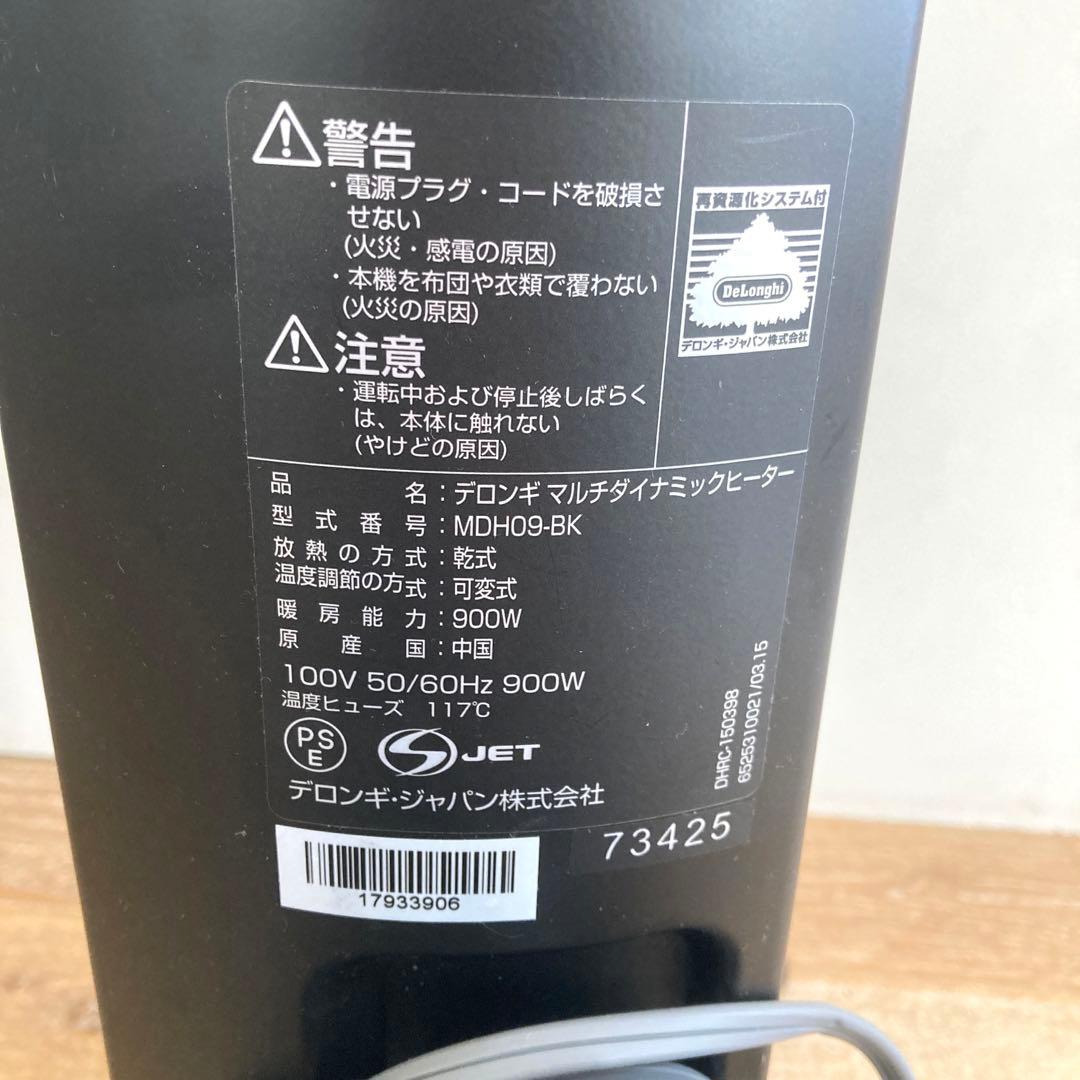 警告
・電源プラグ・コードを破損さ
せない
(火災・感電の原因)
・本機を布団や衣類で覆わない
(火災の原因)
注意
・運転中および停止後しばらく
は、本体に触れない
(やけどの原因)
再資源化システム付
DeLonghi
デロンギ・ジャパン株式会社
品名：デロンギ マルチダイナミックヒーター
型式番号：MDH09-BK
放熱の方式：乾式
温度調節の方式：可変式
暖房能力：900W
原産国：中国
100V 50/60Hz 900W
温度ヒューズ 117℃
PSE
S JET
デロンギ・ジャパン株式会社
DHRC-150398
6525310021/03.15
73425
17933906